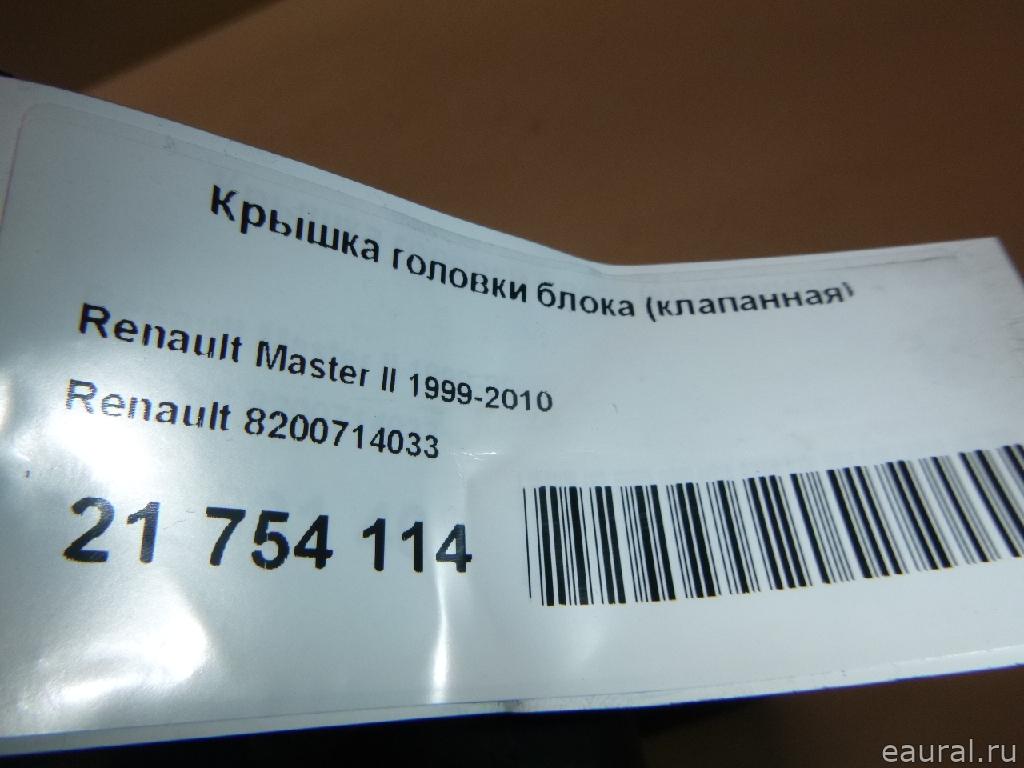 Крышка головки блока (клапанная)
Renault Master II 1999-2010
Renault 8200714033
21 754 114
eaural.ru